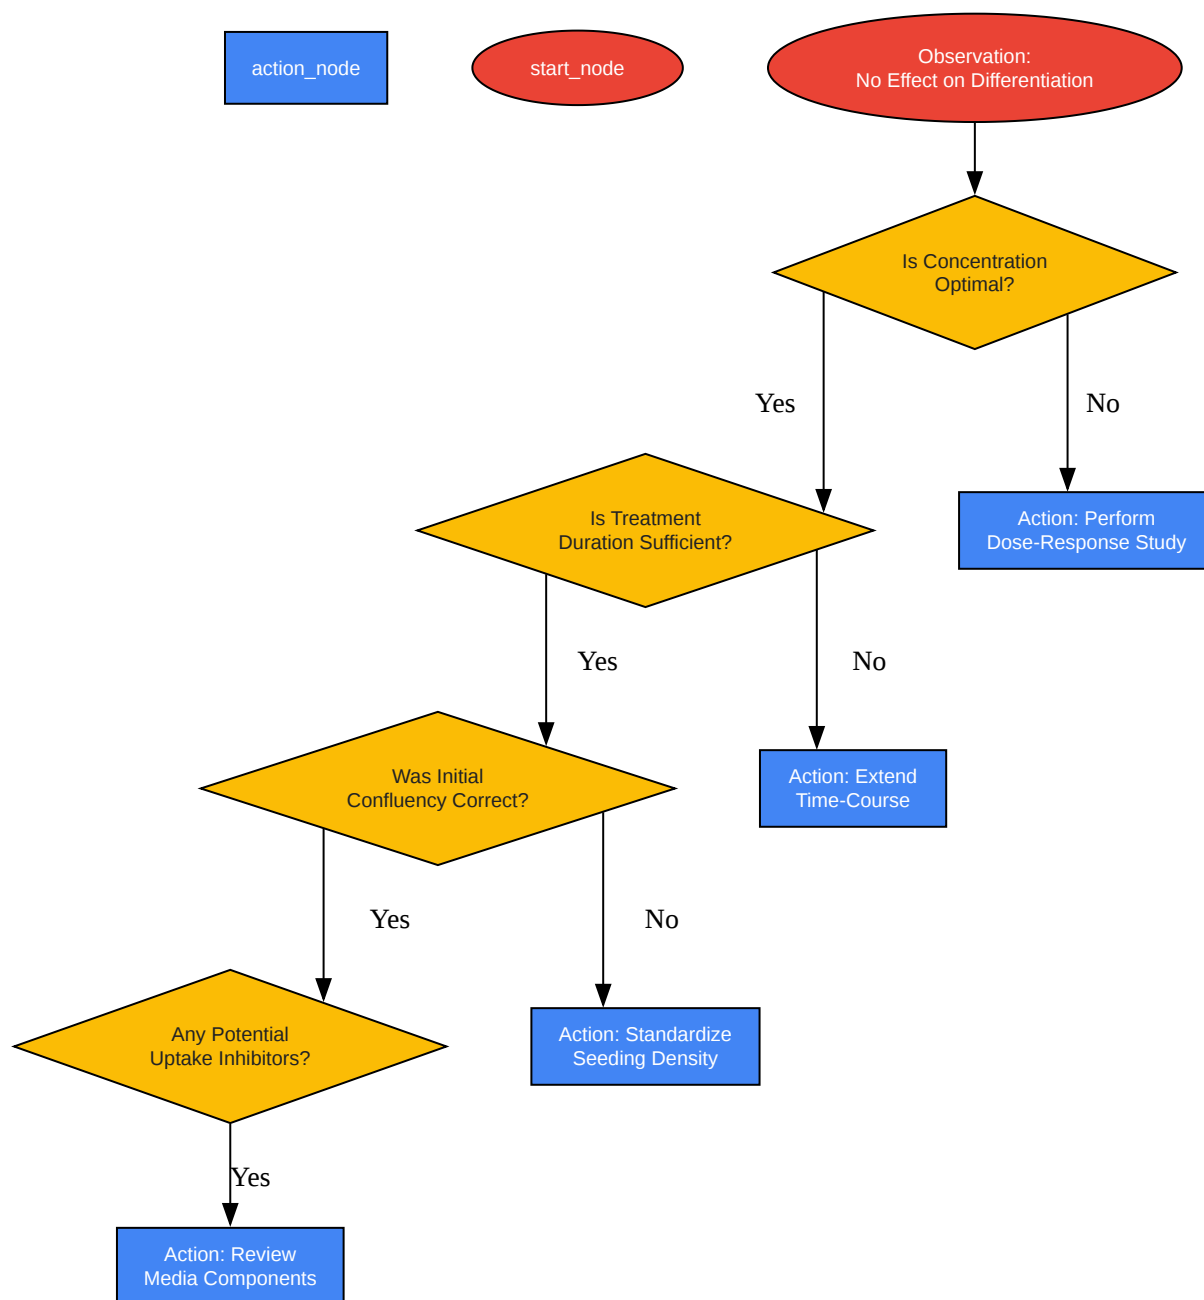 action_node
start_node
Observation:
No Effect on Differentiation
Is Concentration
Optimal?
Yes
No
Is Treatment
Duration Sufficient?
Action: Perform
Dose-Response Study
Yes
No
Was Initial
Confluency Correct?
Action: Extend
Time-Course
Yes
No
Any Potential
Uptake Inhibitors?
Action: Standardize
Seeding Density
Yes
Action: Review
Media Components